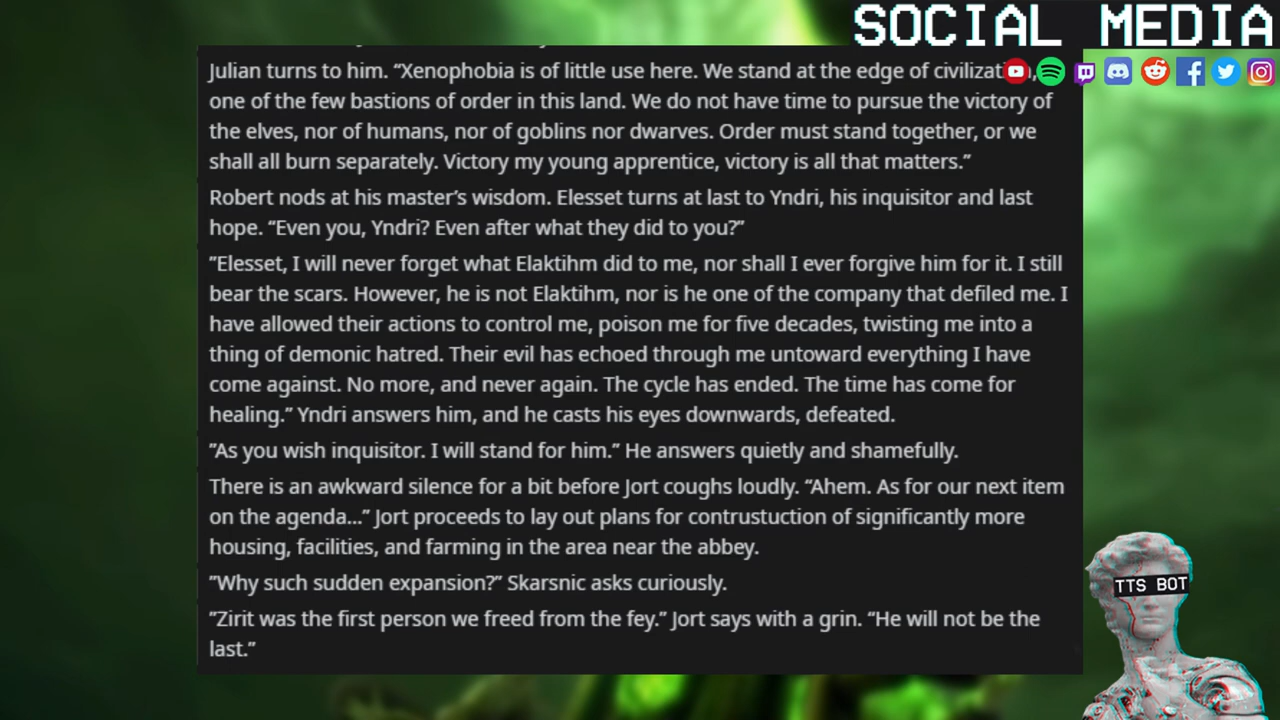 SOCIAL MEDIA
Julian turns to him. “Xenophobia is of little use here. We stand at the edge of
one of the few bastions of order in this land. We do not have time to pursue the victory of
the elves, nor of humans, nor of goblins nor dwarves. Order must stand together, or we
shall all burn separately. Victory my young apprentice, victory is all that matters.”
Robert nods at his master’s wisdom. Elesset turns at last to Yndri, his inquisitor and last
hope. “Even you, Yndri? Even after what they did to you?”
”Elesset, I will never forget what Elaktihm did to me, nor shall I ever forgive him for it. I still
bear the scars. However, he is not Elaktihm, nor is he one of the company that defiled me. I
have allowed their actions to control me, poison me for five decades, twisting me into a
thing of demonic hatred. Their evil has echoed through me untoward everything I have
come against. No more, and never again. The cycle has ended. The time has come for
healing.” Yndri answers him, and he casts his eyes downwards, defeated.
”As you wish inquisitor. I will stand for him.” He answers quietly and shamefully.
There is an awkward silence for a bit before Jort coughs loudly. “Ahem. As for our next item
on the agenda...” Jort proceeds to lay out plans for contrustuction of significantly more
housing, facilities, and farming in the area near the abbey.
”Why such sudden expansion?” Skarsnic asks curiously.
”Zirit was the first person we freed from the fey.” Jort says with a grin. “He will not be the
last.”
TTS BOT